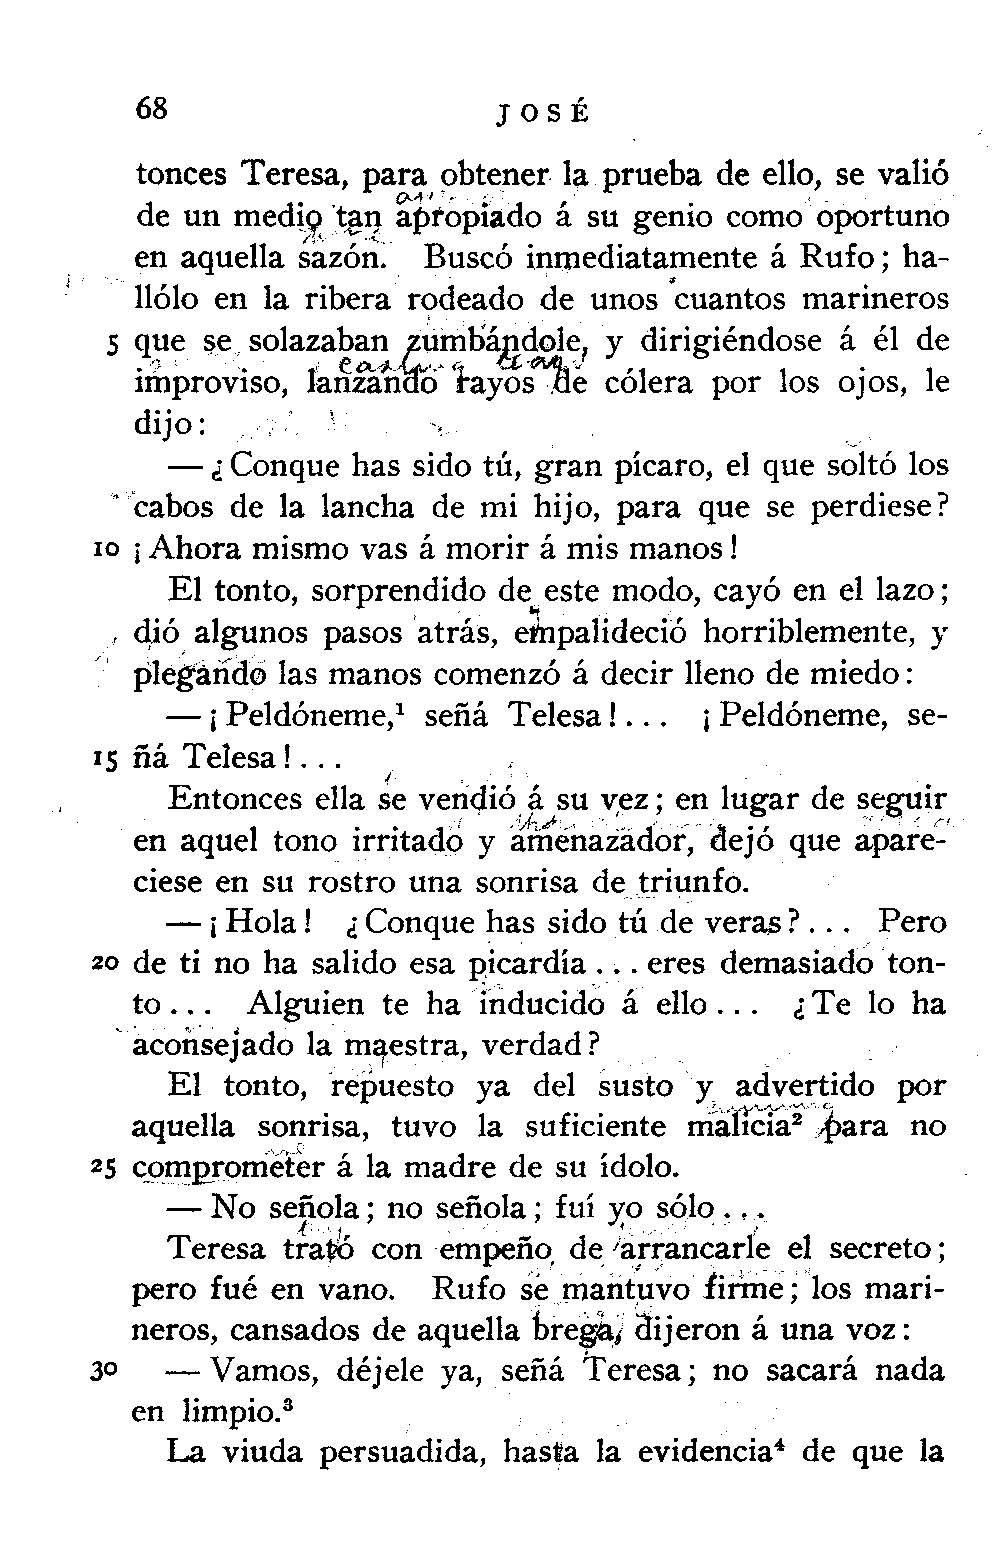 68 JOSÉ
tonces Teresa, para obtener la prueba de ello, se valió
de un medio tan apropiado á su genio como oportuno
en aquella sazón. Buscó inmediatamente á Rufo; ha-
llólo en la ribera rodeado de unos cuantos marineros
5 que se solazaban zumbándole, y dirigiéndose á él de
casting
improviso, lanzando rayos de cólera por los ojos, le
dijo:
— ¿Conque has sido tú, gran pícaro, el que soltó los
cabos de la lancha de mi hijo, para que se perdiese?
10 ¡Ahora mismo vas á morir á mis manos!
El tonto, sorprendido de este modo, cayó en el lazo;
dió algunos pasos atrás, empalideció horriblemente, y
plegando las manos comenzó á decir lleno de miedo:
— ¡Peldóneme,¹ señá Telesa!... ¡Peldóneme, se-
15 ñá Telesa!...
Entonces ella se vendió á su vez; en lugar de seguir
en aquel tono irritado y amenazador, dejó que apare-
ciese en su rostro una sonrisa de triunfo.
— ¡Hola! ¿Conque has sido tú de veras?... Pero
20 de ti no ha salido esa picardía... eres demasiado ton-
to... Alguien te ha inducido á ello... ¿Te lo ha
aconsejado la maestra, verdad?
El tonto, repuesto ya del susto y advertido por
aquella sonrisa, tuvo la suficiente malicia² para no
25 comprometer á la madre de su ídolo.
— No señola; no señola; fuí yo sólo...
Teresa trató con empeño de arrancarle el secreto;
pero fué en vano. Rufo se mantuvo firme; los mari-
neros, cansados de aquella brega, dijeron á una voz:
30 — Vamos, déjele ya, señá Teresa; no sacará nada
en limpio.³
La viuda persuadida, hasta la evidencia⁴ de que la